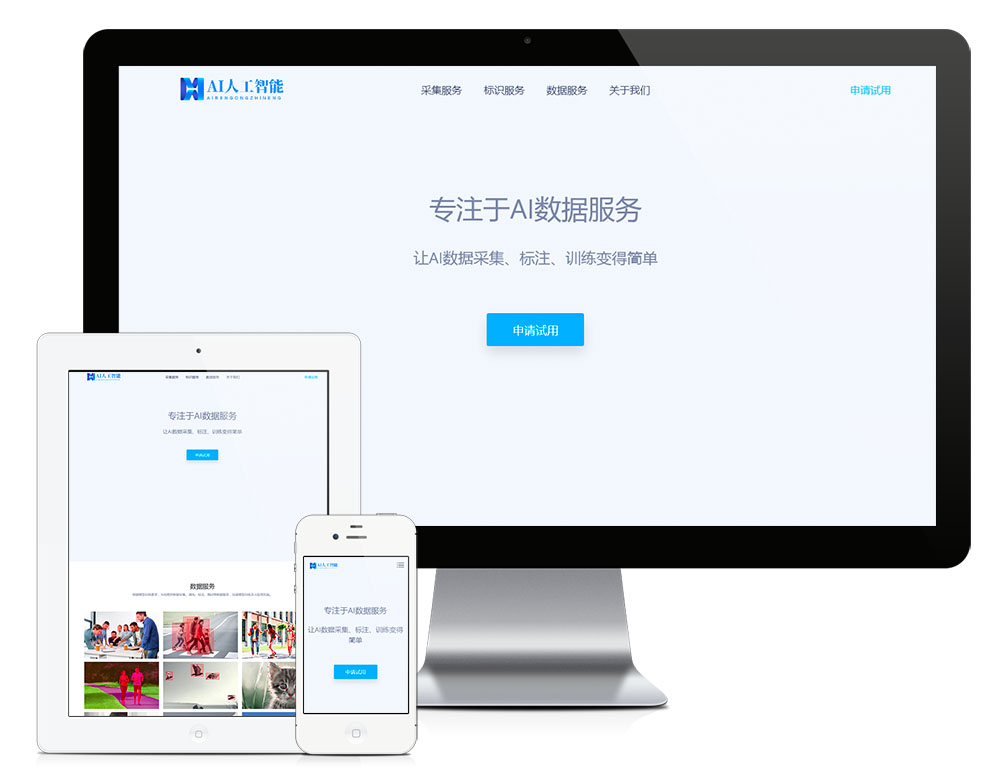 AI人工智能
AIRENGONGZHINENG
采集服务 标识服务 数据服务 关于我们
申请试用
专注于AI数据服务
让AI数据采集、标注、训练变得简单
申请试用
AI人工智能
采集服务 标识服务 数据服务 关于我们
申请试用
专注于AI数据服务
让AI数据采集、标注、训练变得简单
申请试用
数据服务
AI人工智能
专注于AI数据服务
让AI数据采集、标注、训练变得
简单
申请试用